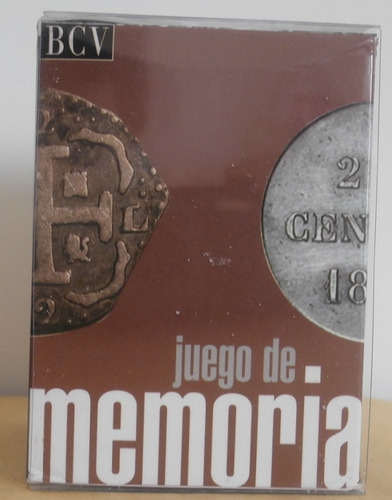 BCV
2
CEN
18
L
juego de
memoria